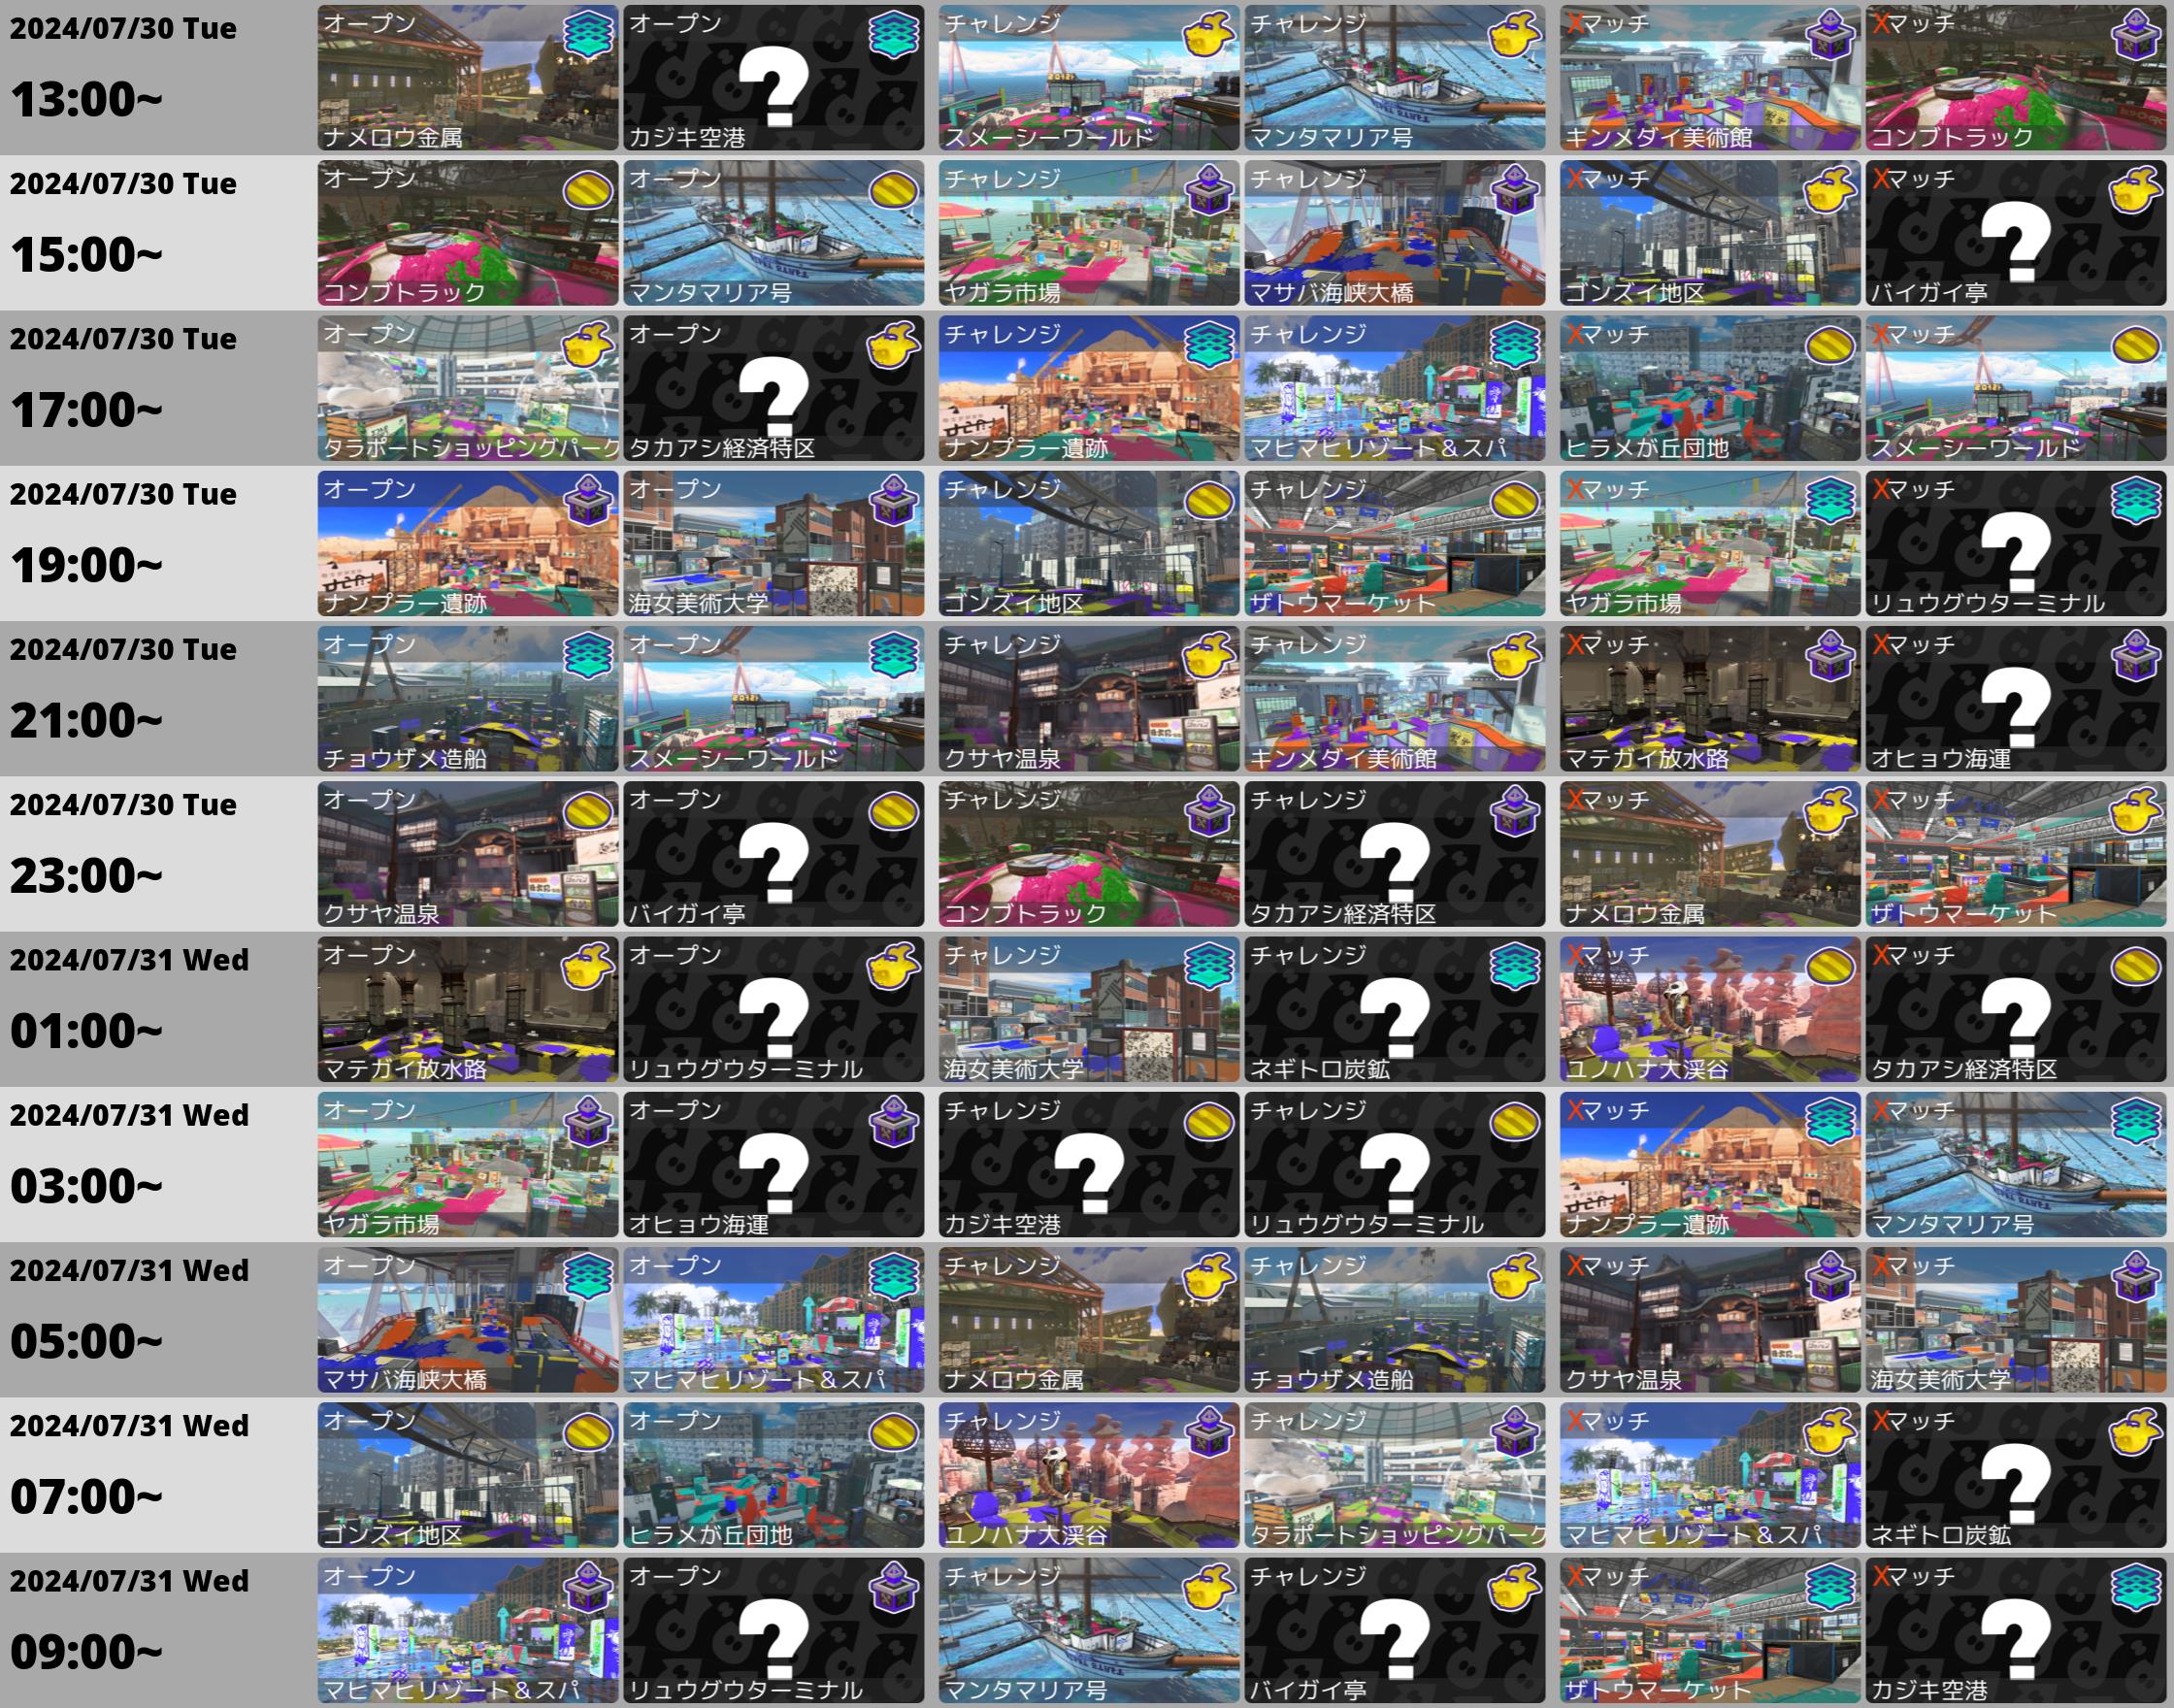 2024/07/30 Tue
13:00~
オープン
ナメロウ金属
オープン
カジキ空港
チャレンジ
スメーシーワールド
チャレンジ
マンタマリア号
Xマッチ
キンメダイ美術館
Xマッチ
コンブトラック
2024/07/30 Tue
15:00~
オープン
コンブトラック
オープン
マンタマリア号
チャレンジ
ヤガラ市場
チャレンジ
マサバ海峡大橋
Xマッチ
ゴンズイ地区
Xマッチ
バイガイ亭
2024/07/30 Tue
17:00~
オープン
タラポートショッピングパーク
オープン
タカアシ経済特区
チャレンジ
ナンプラー遺跡
チャレンジ
マヒマヒリゾート＆スパ
Xマッチ
ヒラメが丘団地
Xマッチ
スメーシーワールド
2024/07/30 Tue
19:00~
オープン
ナンプラー遺跡
オープン
海女美術大学
チャレンジ
ゴンズイ地区
チャレンジ
ザトウマーケット
Xマッチ
ヤガラ市場
Xマッチ
リュウグウターミナル
2024/07/30 Tue
21:00~
オープン
チョウザメ造船
オープン
スメーシーワールド
チャレンジ
クサヤ温泉
チャレンジ
キンメダイ美術館
Xマッチ
マテガイ放水路
Xマッチ
オヒョウ海運
2024/07/30 Tue
23:00~
オープン
クサヤ温泉
オープン
バイガイ亭
チャレンジ
コンブトラック
チャレンジ
タカアシ経済特区
Xマッチ
ナメロウ金属
Xマッチ
ザトウマーケット
2024/07/31 Wed
01:00~
オープン
マテガイ放水路
オープン
リュウグウターミナル
チャレンジ
海女美術大学
チャレンジ
ネギトロ炭鉱
Xマッチ
ユノハナ大渓谷
Xマッチ
タカアシ経済特区
2024/07/31 Wed
03:00~
オープン
ヤガラ市場
オープン
オヒョウ海運
チャレンジ
カジキ空港
チャレンジ
リュウグウターミナル
Xマッチ
ナンプラー遺跡
Xマッチ
マンタマリア号
2024/07/31 Wed
05:00~
オープン
マサバ海峡大橋
オープン
マヒマヒリゾート＆スパ
チャレンジ
ナメロウ金属
チャレンジ
チョウザメ造船
Xマッチ
クサヤ温泉
Xマッチ
海女美術大学
2024/07/31 Wed
07:00~
オープン
ゴンズイ地区
オープン
ヒラメが丘団地
チャレンジ
ユノハナ大渓谷
チャレンジ
タラポートショッピングパーク
Xマッチ
マヒマヒリゾート＆スパ
Xマッチ
ネギトロ炭鉱
2024/07/31 Wed
09:00~
オープン
マヒマヒリゾート＆スパ
オープン
リュウグウターミナル
チャレンジ
マンタマリア号
チャレンジ
バイガイ亭
Xマッチ
ザトウマーケット
Xマッチ
カジキ空港